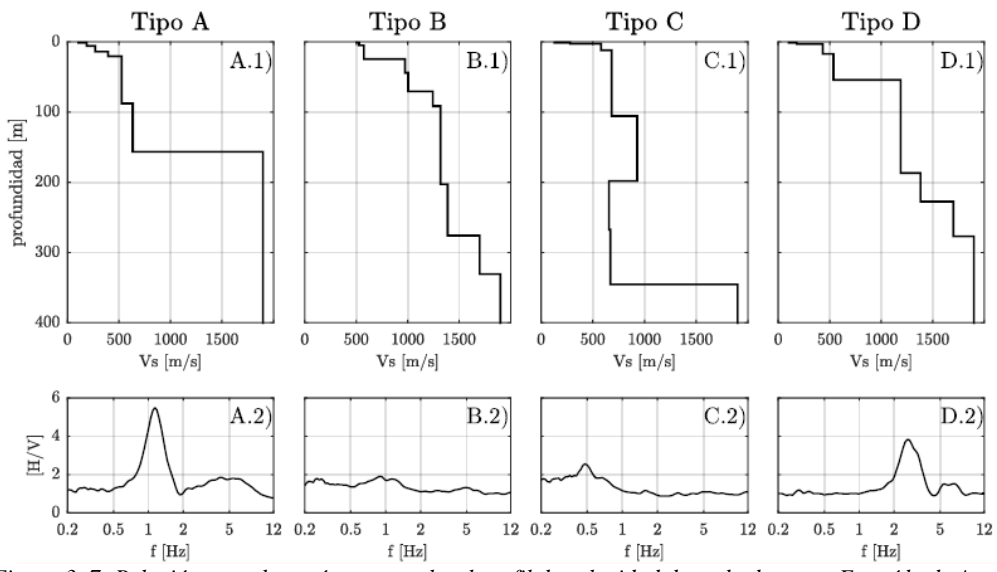 Tipo A Tipo B Tipo C Tipo D
A.1) B.1) C.1) D.1)
0
100
200
300
400
profundidad [m]
0 500 1000 1500 0 500 1000 1500 0 500 1000 1500 0 500 1000 1500
Vs [m/s] Vs [m/s] Vs [m/s] Vs [m/s]
A.2) B.2) C.2) D.2)
6
4
2
0
[H/V]
0.2 0.5 1 2 5 12 0.2 0.5 1 2 5 12 0.2 0.5 1 2 5 12 0.2 0.5 1 2 5 12
f [Hz] f [Hz] f [Hz] f [Hz]